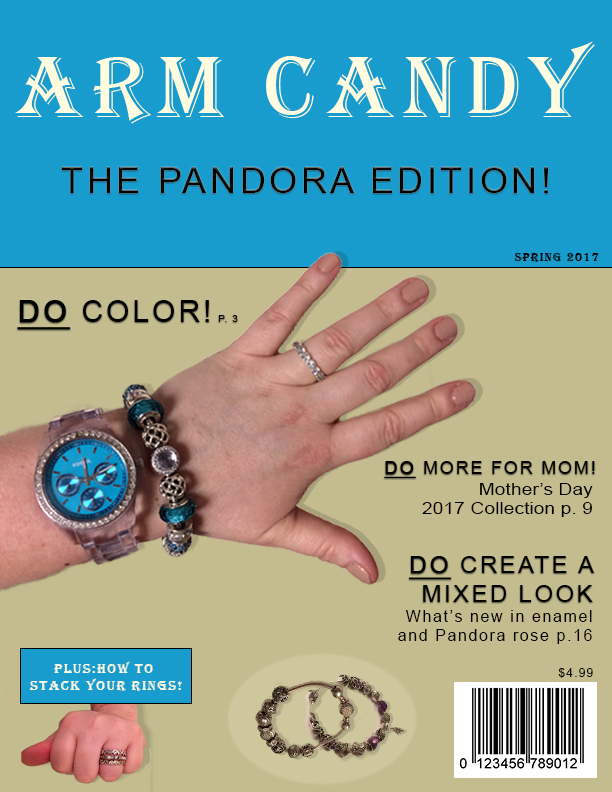 ARM CANDY
THE PANDORA EDITION!
SPRING 2017
DO COLOR! P. 3
DO MORE FOR MOM!
Mother's Day
2017 Collection p. 9
DO CREATE A
MIXED LOOK
What's new in enamel
and Pandora rose p.16
PLUS:HOW TO
STACK YOUR RINGS!
$4.99
0 123456 789012